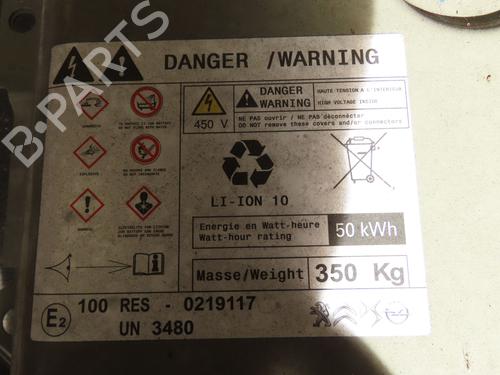 DANGER /WARNING
DANGER
WARNING
HAUTE-TENSION A L'INTERIEUR
HIGH VOLTAGE INSIDE
450 V
NE PAS ouvrir / NE PAS déconnécter
DO NOT remove these covers and/or connectors
LI-ION 10
Energie en Watt-heure
Watt-hour rating
50 kWh
Masse/Weight
350 Kg
E2
100 RES - 0219117
UN 3480
B-PARTS